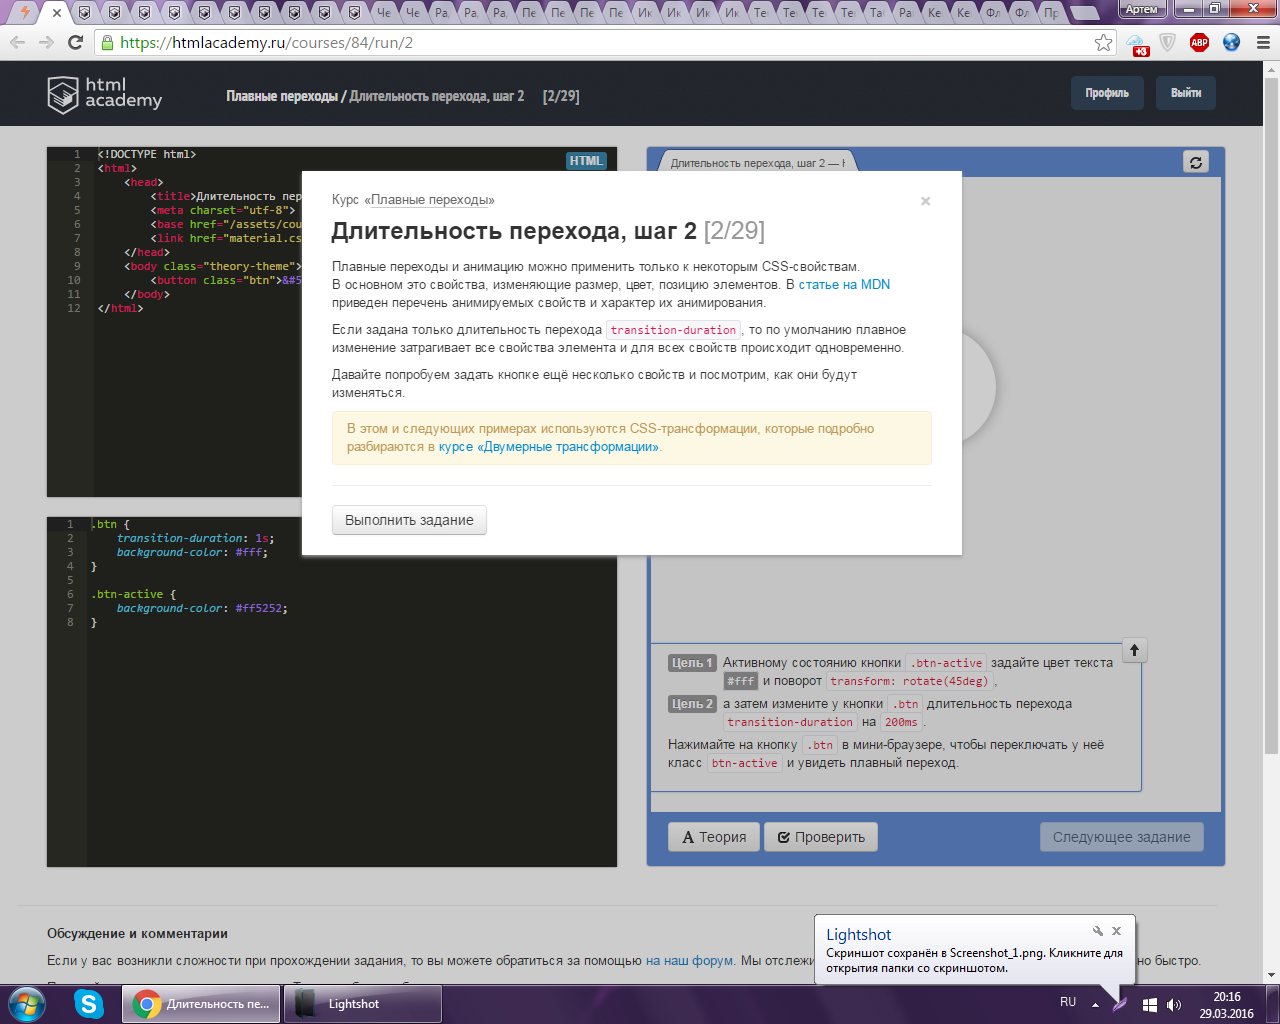 Че
Че
Ра
Ра
Ра
Пе
Пе
Пе
Пе
Ик
Ик
Ик
Ик
Те
Те
Те
Та
Ра
Ке
Ке
Фл
Фл
Пр
Артем
https://htmlacademy.ru/courses/84/run/2
+3
ABP
html
academy
Плавные переходы / Длительность перехода, шаг 2 [2/29]
Профиль
Выйти
1 <!DOCTYPE html>
2 <html>
3 <head>
4 <title>Длительность пер
5 <meta charset="utf-8">
6 <base href="/assets/cou
7 <link href="material.cs
8 </head>
9 <body class="theory-theme">
10 <button class="btn">&#5
11 </body>
12 </html>
HTML
Длительность перехода, шаг 2 — H
Курс «Плавные переходы»
×
Длительность перехода, шаг 2 [2/29]
Плавные переходы и анимацию можно применить только к некоторым CSS-свойствам.
В основном это свойства, изменяющие размер, цвет, позицию элементов. В статье на MDN
приведен перечень анимируемых свойств и характер их анимирования.
Если задана только длительность перехода transition-duration, то по умолчанию плавное
изменение затрагивает все свойства элемента и для всех свойств происходит одновременно.
Давайте попробуем задать кнопке ещё несколько свойств и посмотрим, как они будут
изменяться.
В этом и следующих примерах используются CSS-трансформации, которые подробно
разбираются в курсе «Двумерные трансформации».
Выполнить задание
1 .btn {
2 transition-duration: 1s;
3 background-color: #fff;
4 }
5
6 .btn-active {
7 background-color: #ff5252;
8 }
Цель 1 Активному состоянию кнопки .btn-active задайте цвет текста
#fff и поворот transform: rotate(45deg),
Цель 2 а затем измените у кнопки .btn длительность перехода
transition-duration на 200ms.
Нажимайте на кнопку .btn в мини-браузере, чтобы переключать у неё
класс btn-active и увидеть плавный переход.
Теория
Проверить
Следующее задание
Обсуждение и комментарии
Если у вас возникли сложности при прохождении задания, то вы можете обратиться за помощью на наш форум. Мы отслежи
но быстро.
Lightshot
Скриншот сохранён в Screenshot_1.png. Кликните для
открытия папки со скриншотом.
Длительность пе...
Lightshot
RU
20:16
29.03.2016